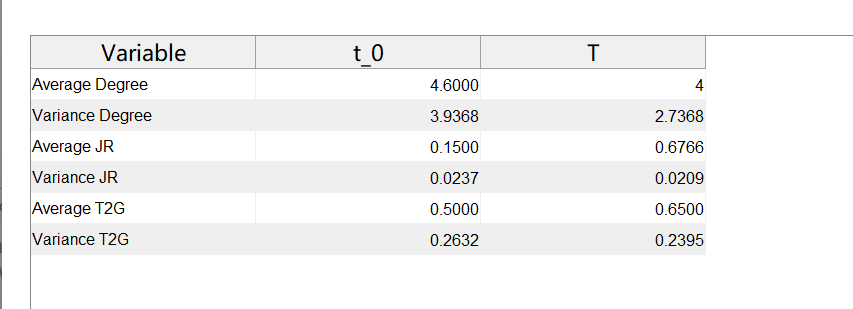 Variable t_0 T
Average Degree 4.6000 4
Variance Degree 3.9368 2.7368
Average JR 0.1500 0.6766
Variance JR 0.0237 0.0209
Average T2G 0.5000 0.6500
Variance T2G 0.2632 0.2395